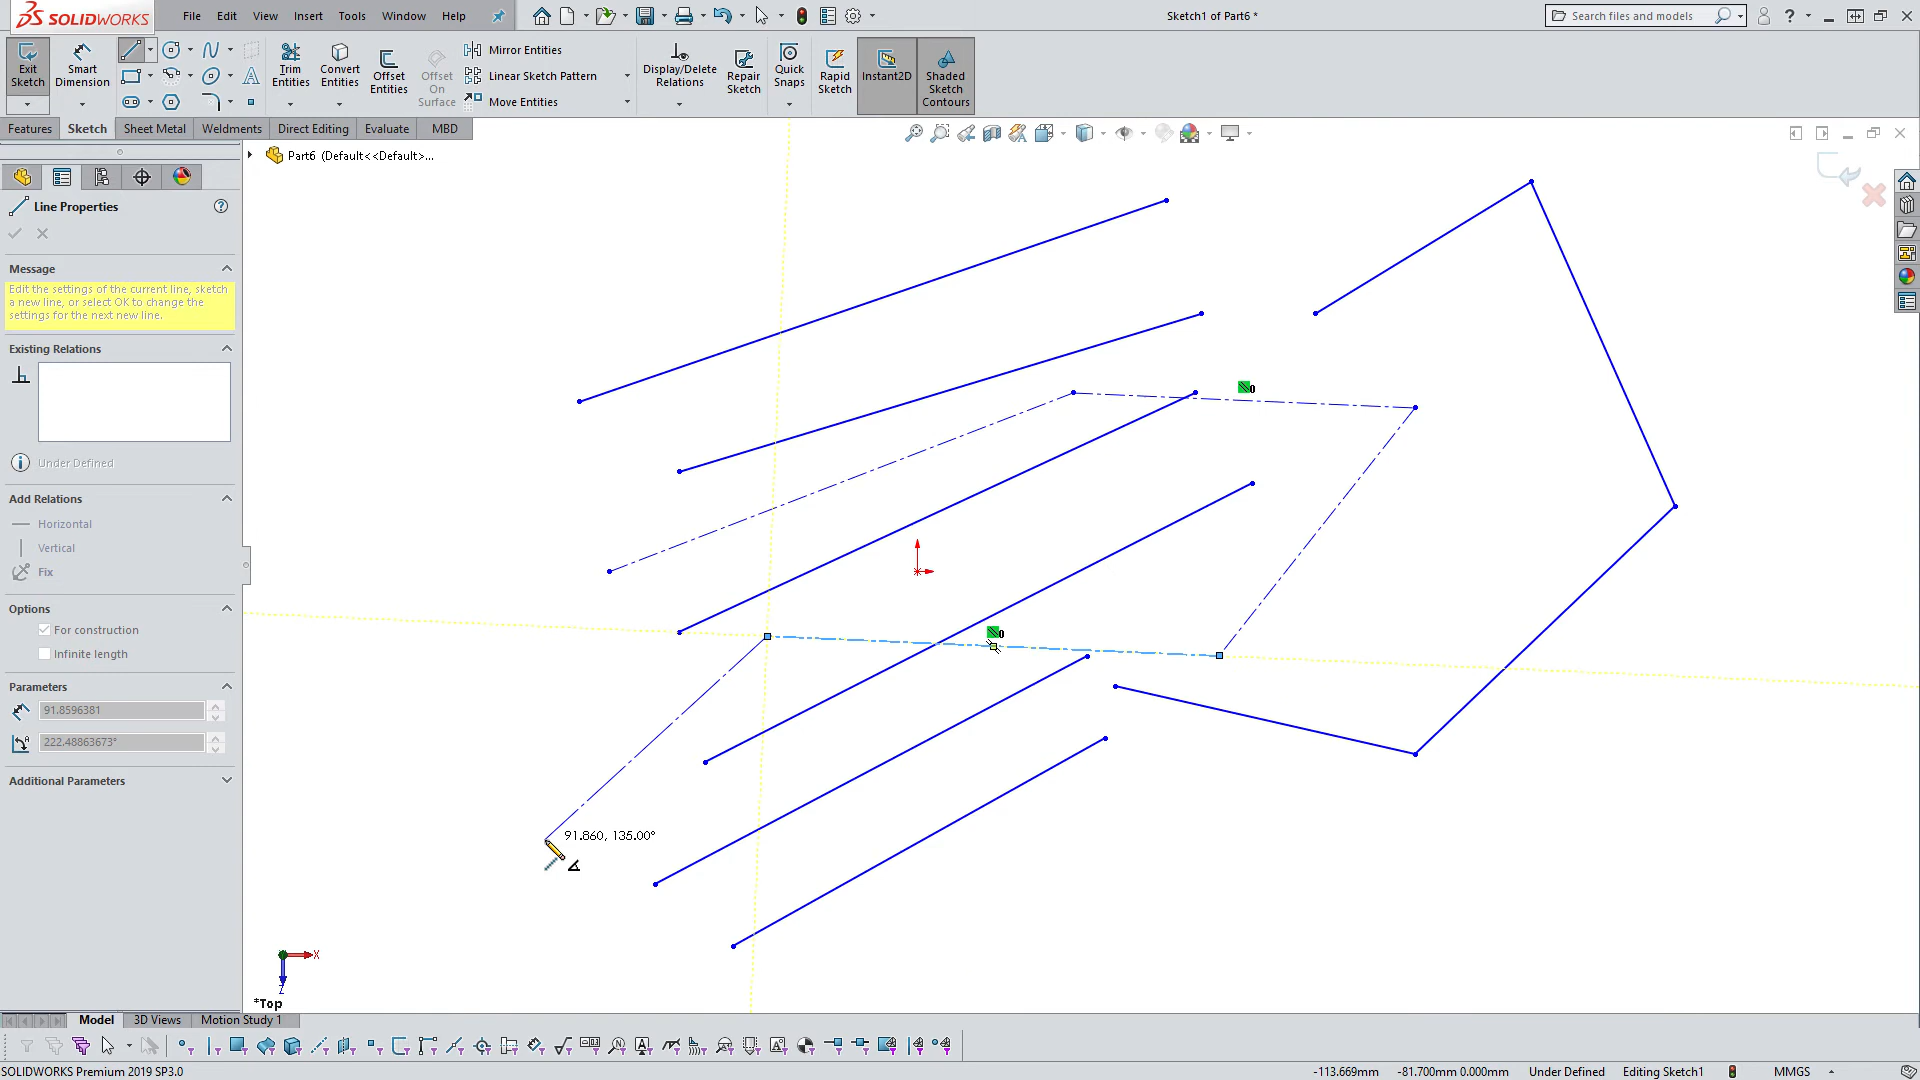 SOLIDWORKS
File Edit View Insert Tools Window Help
Sketch1 of Part6 *
Search files and models
Exit Sketch
Smart Dimension
Trim Entities
Convert Entities
Offset Entities
Offset On Surface
Mirror Entities
Linear Sketch Pattern
Move Entities
Display/Delete Relations
Repair Sketch
Quick Snaps
Rapid Sketch
Instant2D
Shaded Sketch Contours
Features Sketch Sheet Metal Weldments Direct Editing Evaluate MBD
Part6 (Default<<Default>...
Line Properties
Message
Edit the settings of the current line, sketch
a new line, or select OK to change the
settings for the next new line.
Existing Relations
Under Defined
Add Relations
Horizontal
Vertical
Fix
Options
For construction
Infinite length
Parameters
91.8596381
222.48863673°
Additional Parameters
0
0
91.860, 135.00°
X
Z
*Top
Model 3D Views Motion Study 1
SOLIDWORKS Premium 2019 SP3.0
-113.669mm -81.700mm 0.000mm Under Defined Editing Sketch1 MMGS